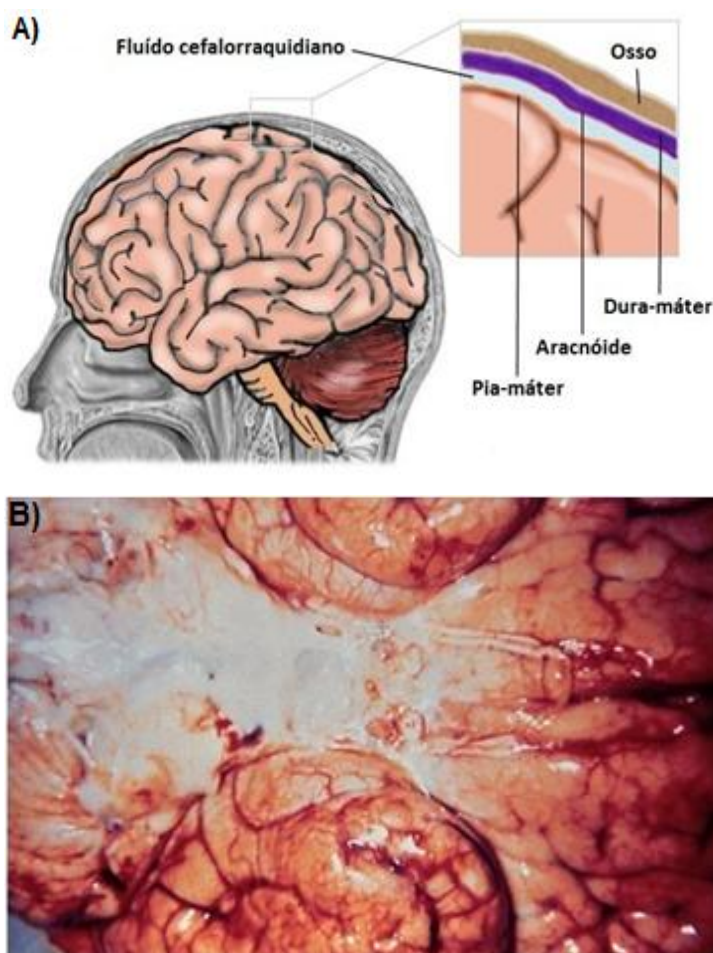 A)
Fluído cefalorraquidiano
Osso
Dura-máter
Aracnóide
Pia-máter
B)